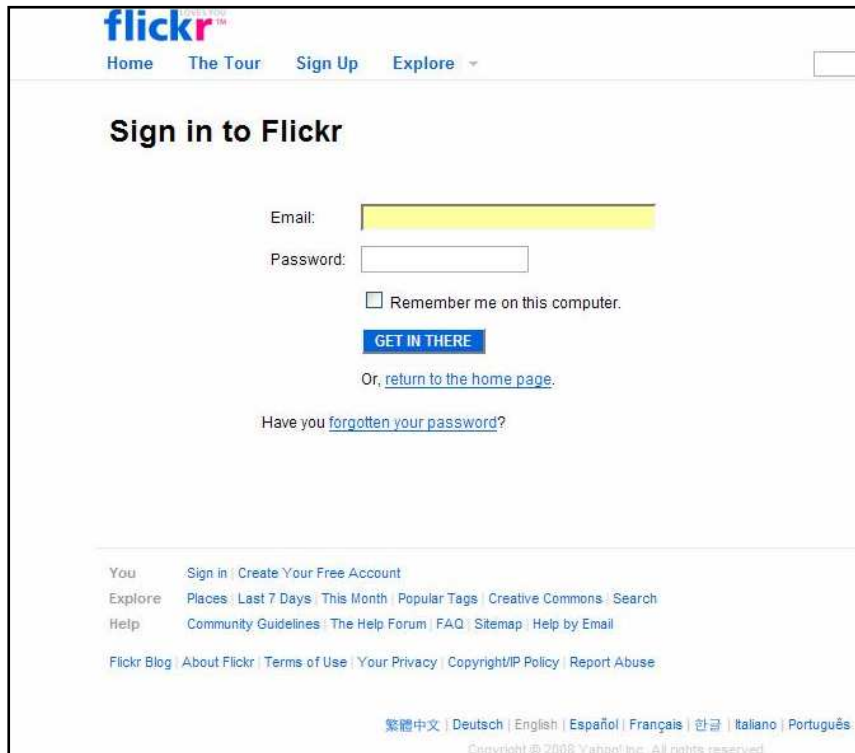 LOVES YOU
flickr™
Home The Tour Sign Up Explore
Sign in to Flickr
Email:
Password:
Remember me on this computer.
GET IN THERE
Or, return to the home page.
Have you forgotten your password?
You Sign in | Create Your Free Account
Explore Places | Last 7 Days | This Month | Popular Tags | Creative Commons | Search
Help Community Guidelines | The Help Forum | FAQ | Sitemap | Help by Email
Flickr Blog | About Flickr | Terms of Use | Your Privacy | Copyright/IP Policy | Report Abuse
繁體中文 | Deutsch | English | Español | Français | 한글 | Italiano | Português
Copyright © 2008 Yahoo! Inc. All rights reserved.